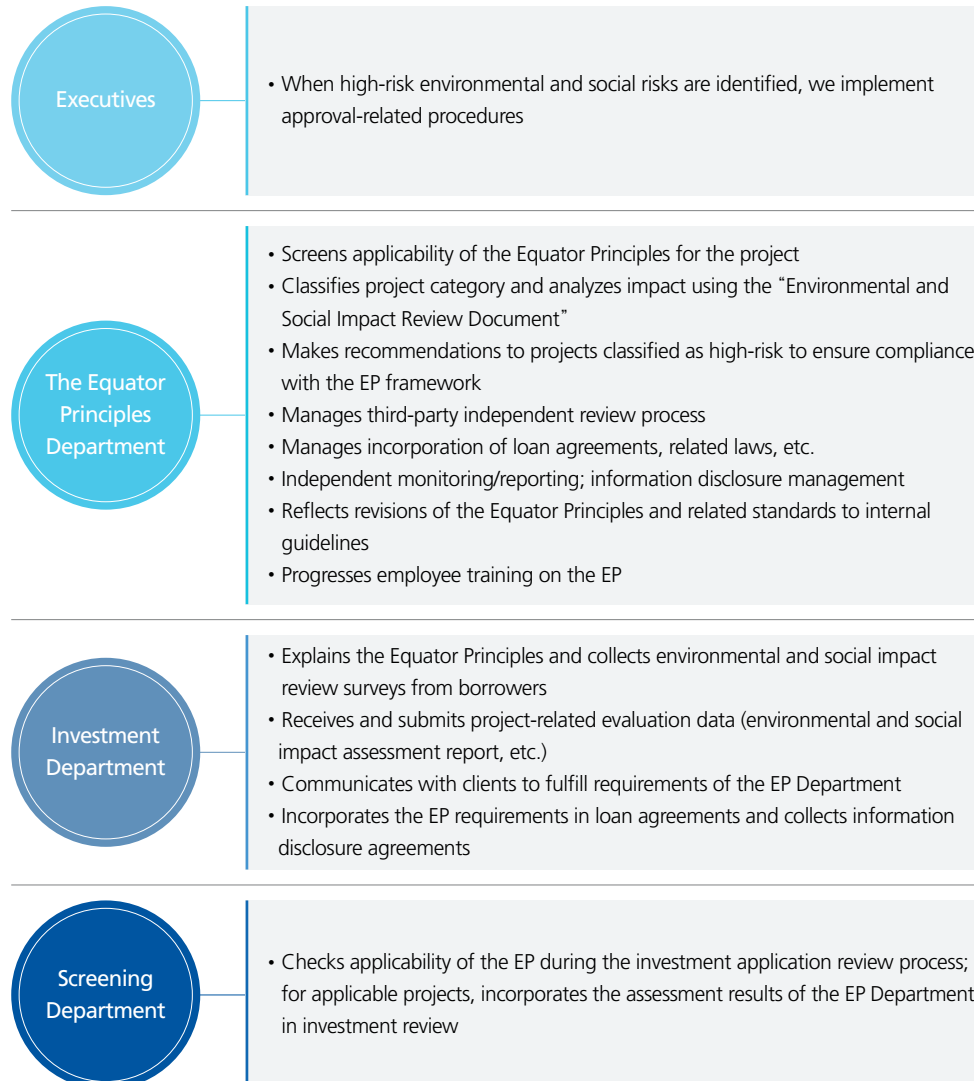 Executives
• When high-risk environmental and social risks are identified, we implement
approval-related procedures
The Equator
Principles
Department
• Screens applicability of the Equator Principles for the project
• Classifies project category and analyzes impact using the “Environmental and
Social Impact Review Document”
• Makes recommendations to projects classified as high-risk to ensure compliance
with the EP framework
• Manages third-party independent review process
• Manages incorporation of loan agreements, related laws, etc.
• Independent monitoring/reporting; information disclosure management
• Reflects revisions of the Equator Principles and related standards to internal
guidelines
• Progresses employee training on the EP
Investment
Department
• Explains the Equator Principles and collects environmental and social impact
review surveys from borrowers
• Receives and submits project-related evaluation data (environmental and social
impact assessment report, etc.)
• Communicates with clients to fulfill requirements of the EP Department
• Incorporates the EP requirements in loan agreements and collects information
disclosure agreements
Screening
Department
• Checks applicability of the EP during the investment application review process;
for applicable projects, incorporates the assessment results of the EP Department
in investment review